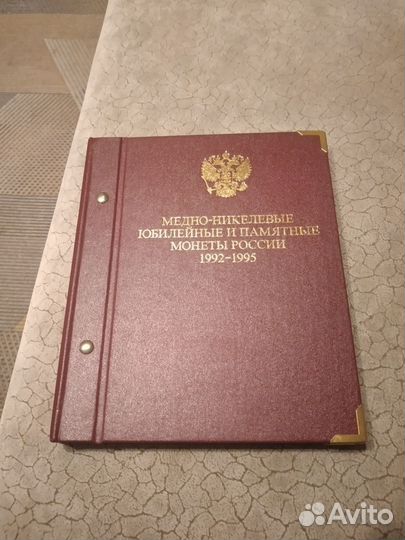 МЕДНО-НИКЕЛЕВЫЕ
ЮБИЛЕЙНЫЕ И ПАМЯТНЫЕ
МОНЕТЫ РОССИИ
1992-1995
Avito